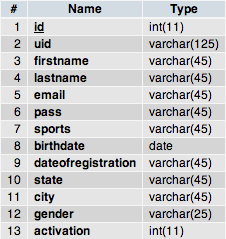 # Name Type
1 id int(11)
2 uid varchar(125)
3 firstname varchar(45)
4 lastname varchar(45)
5 email varchar(45)
6 pass varchar(45)
7 sports varchar(45)
8 birthdate date
9 dateofregistration varchar(45)
10 state varchar(45)
11 city varchar(45)
12 gender varchar(25)
13 activation int(11)